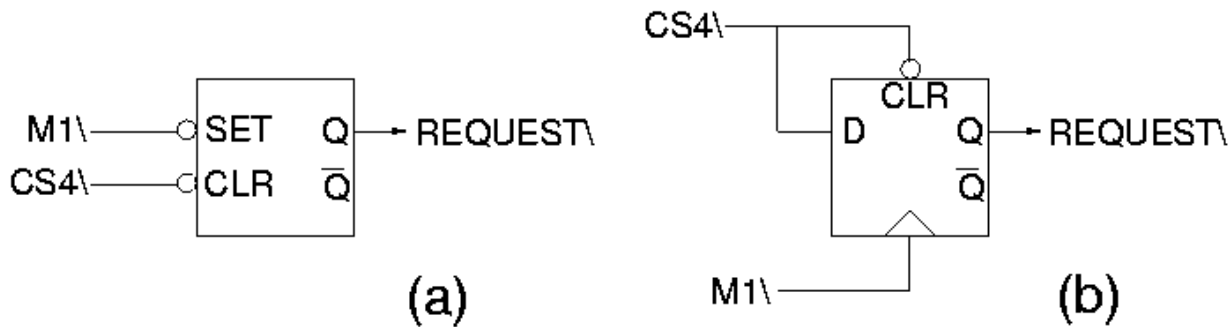 M1\
CS4\
SET
CLR
Q
Q̅
REQUEST\
(a)
CS4\
CLR
D
Q
Q̅
REQUEST\
M1\
(b)